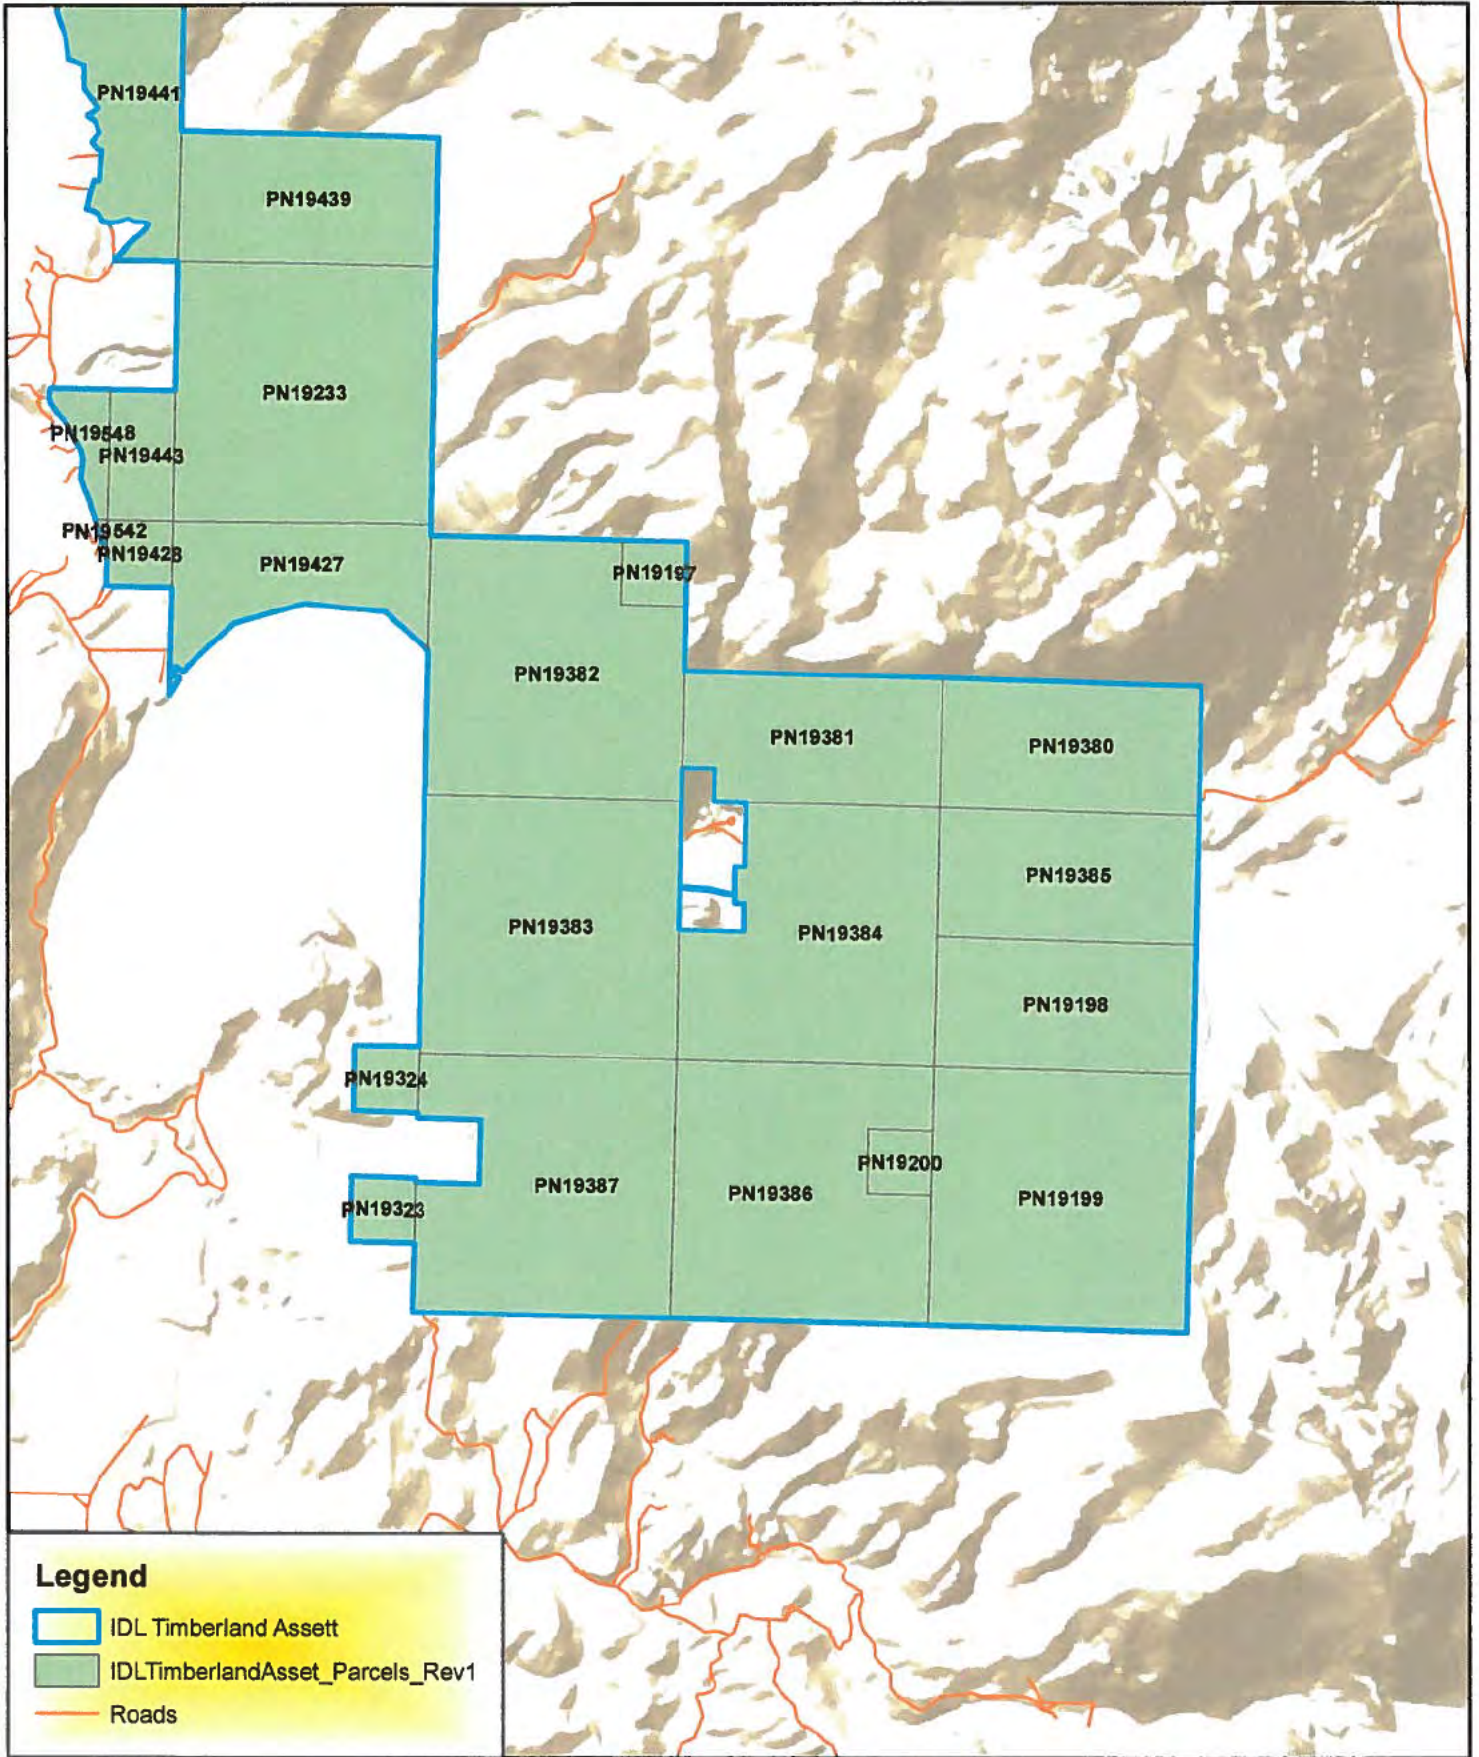 PN19441
PN19439
PN19233
PN19548
PN19443
PN19542
PN19428
PN19427
PN19197
PN19382
PN19381
PN19380
PN19385
PN19383
PN19384
PN19198
PN19324
PN19200
PN19387
PN19386
PN19199
PN19323
Legend
IDL Timberland Assett
IDLTimberlandAsset_Parcels_Rev1
Roads